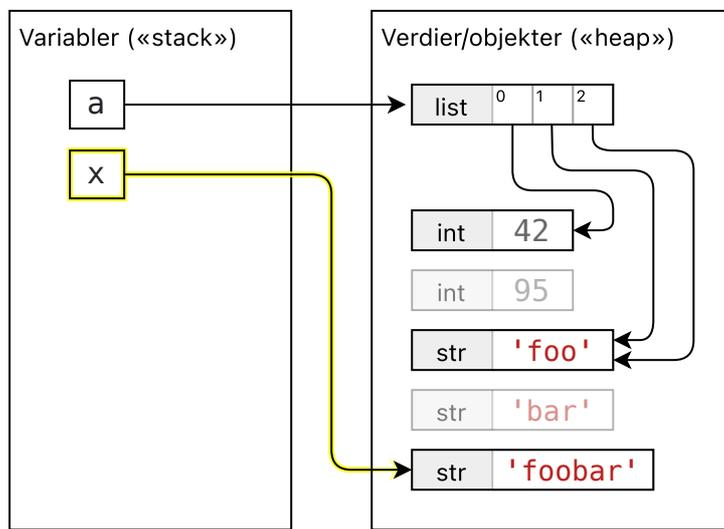 Variabler («stack»)
Verdier/objekter («heap»)
a
list 0 1 2
x
int 42
int 95
str 'foo'
str 'bar'
str 'foobar'